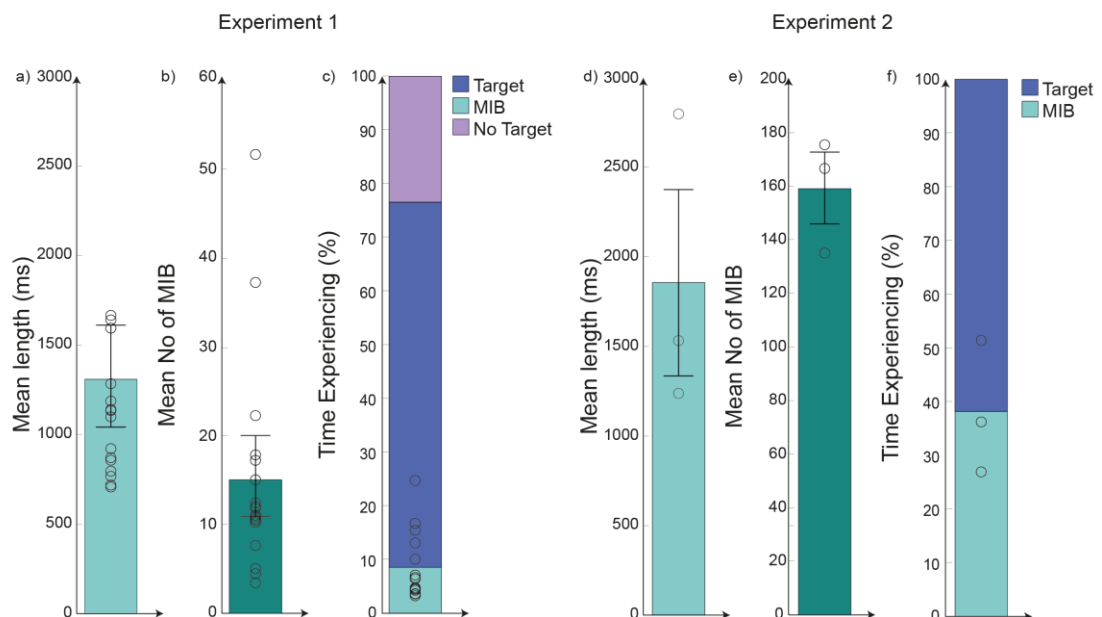 Experiment 1
Experiment 2
a)
3000
2500
2000
1500
1000
500
0
Mean length (ms)
b)
60
50
40
30
20
10
0
Mean No of MIB
c)
100
90
80
70
60
50
40
30
20
10
0
Time Experiencing (%)
Target
MIB
No Target
d)
3000
2500
2000
1500
1000
500
0
Mean length (ms)
e)
200
180
160
140
120
100
80
60
40
20
0
Mean No of MIB
f)
100
90
80
70
60
50
40
30
20
10
0
Time Experiencing (%)
Target
MIB